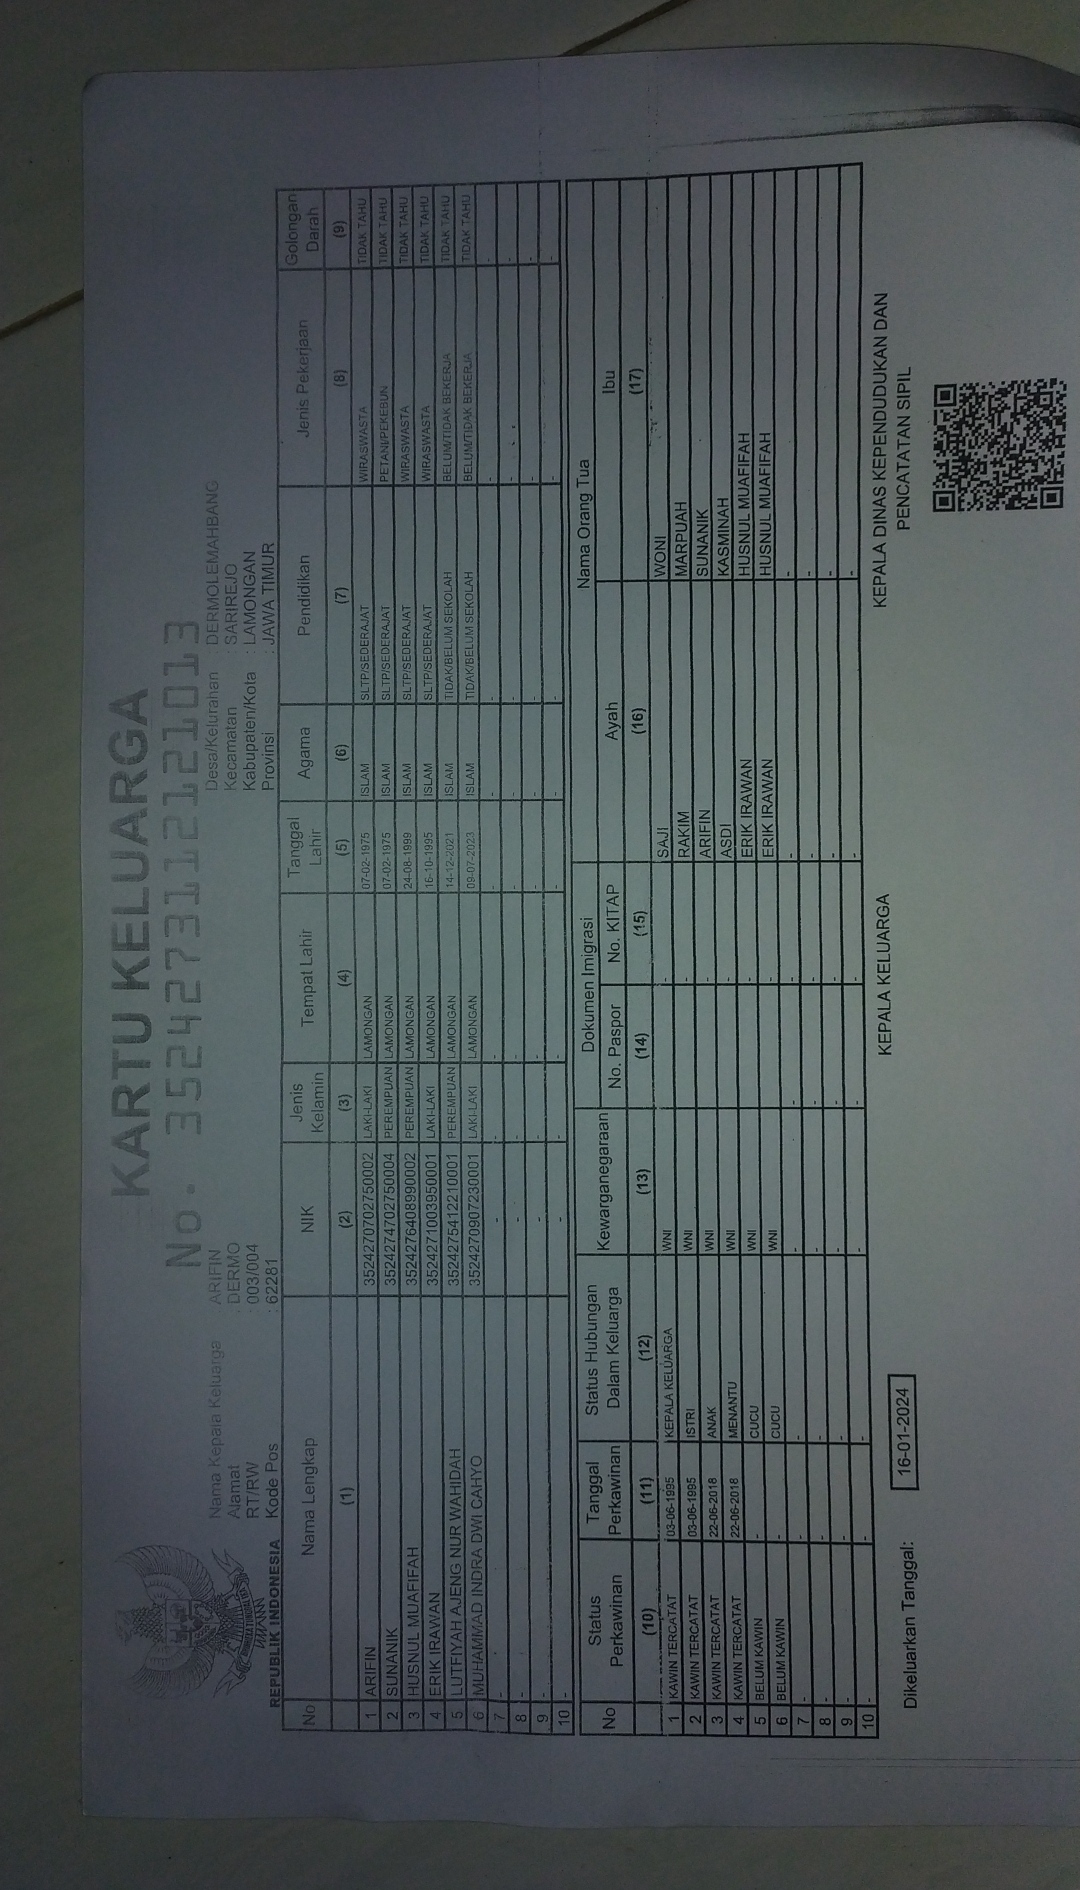 KARTU KELUARGA
No. 3524273112121013
REPUBLIK INDONESIA
Nama Kepala Keluarga : ARIFIN
Alamat : DERMO
RT/RW : 003/004
Kode Pos : 62281
Desa/Kelurahan : DERMOLEMAHBANG
Kecamatan : SARIREJO
Kabupaten/Kota : LAMONGAN
Provinsi : JAWA TIMUR
No Nama Lengkap NIK Jenis Kelamin Tempat Lahir Tanggal Lahir Agama Pendidikan Jenis Pekerjaan Golongan Darah
(1) (2) (3) (4) (5) (6) (7) (8) (9)
1 ARIFIN 3524270702750002 LAKI-LAKI LAMONGAN 07-02-1975 ISLAM SLTP/SEDERAJAT WIRASWASTA TIDAK TAHU
2 SUNANIK 3524274702750004 PEREMPUAN LAMONGAN 07-02-1975 ISLAM SLTP/SEDERAJAT PETANI/PEKEBUN TIDAK TAHU
3 HUSNUL MUAFIFAH 3524276408990002 PEREMPUAN LAMONGAN 24-08-1999 ISLAM SLTP/SEDERAJAT WIRASWASTA TIDAK TAHU
4 ERIK IRAWAN 3524271003950001 LAKI-LAKI LAMONGAN 16-10-1995 ISLAM SLTP/SEDERAJAT WIRASWASTA TIDAK TAHU
5 LUTFIYAH AJENG NUR WAHIDAH 3524275412210001 PEREMPUAN LAMONGAN 14-12-2021 ISLAM TIDAK/BELUM SEKOLAH BELUM/TIDAK BEKERJA TIDAK TAHU
6 MUHAMMAD INDRA DWI CAHYO 3524270907230001 LAKI-LAKI LAMONGAN 09-07-2023 ISLAM TIDAK/BELUM SEKOLAH BELUM/TIDAK BEKERJA TIDAK TAHU
7 - - - - - - - - -
8 - - - - - - - - -
9 - - - - - - - - -
10 - - - - - - - - -
No Status Perkawinan Tanggal Perkawinan Status Hubungan Dalam Keluarga Kewarganegaraan Dokumen Imigrasi Nama Orang Tua
No. Paspor No. KITAP Ayah Ibu
(10) (11) (12) (13) (14) (15) (16) (17)
1 KAWIN TERCATAT 03-06-1995 KEPALA KELUARGA WNI - SAJI WONI
2 KAWIN TERCATAT 03-06-1995 ISTRI WNI - RAKIM MARPUAH
3 KAWIN TERCATAT 22-06-2018 ANAK WNI - ARIFIN SUNANIK
4 KAWIN TERCATAT 22-06-2018 MENANTU WNI - ASDI KASMINAH
5 BELUM KAWIN - CUCU WNI - ERIK IRAWAN HUSNUL MUAFIFAH
6 BELUM KAWIN - CUCU WNI - ERIK IRAWAN HUSNUL MUAFIFAH
7 - - - - - - - -
8 - - - - - - - -
9 - - - - - - - -
10 - - - - - - - -
Dikeluarkan Tanggal: 16-01-2024
KEPALA KELUARGA
KEPALA DINAS KEPENDUDUKAN DAN
PENCATATAN SIPIL